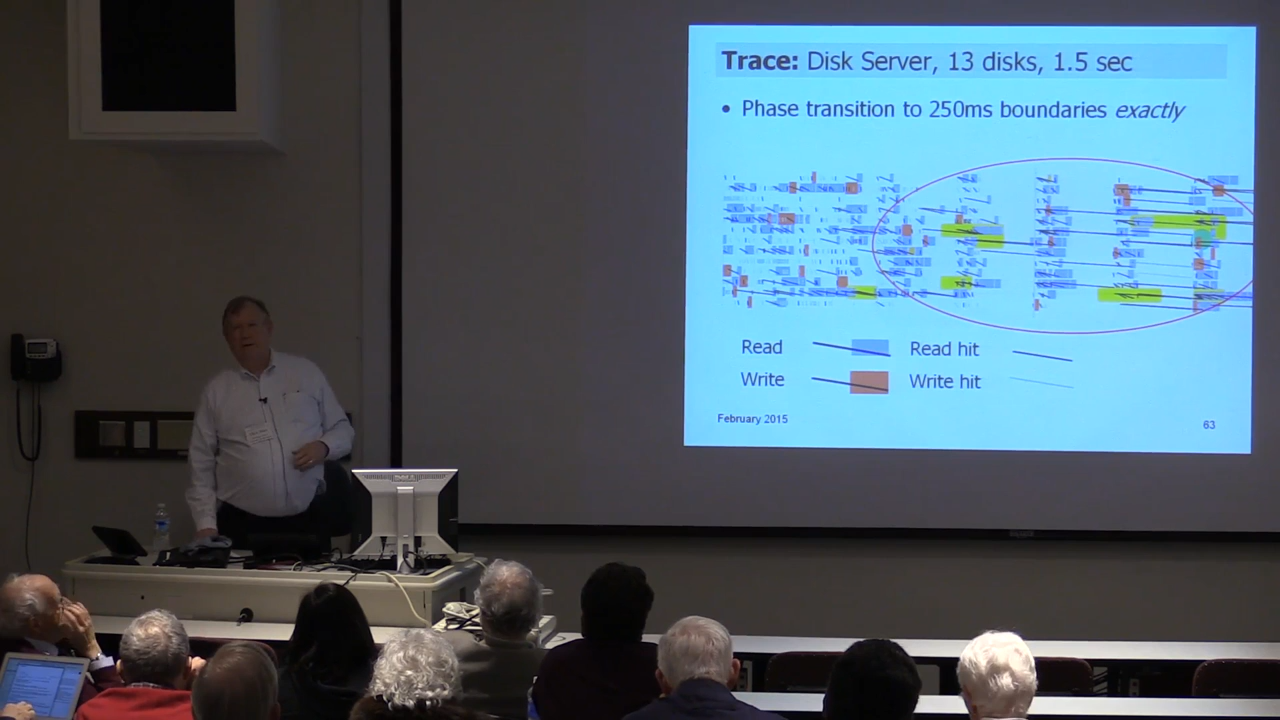 Trace: Disk Server, 13 disks, 1.5 sec
• Phase transition to 250ms boundaries exactly
Read
Read hit
Write
Write hit
February 2015
63